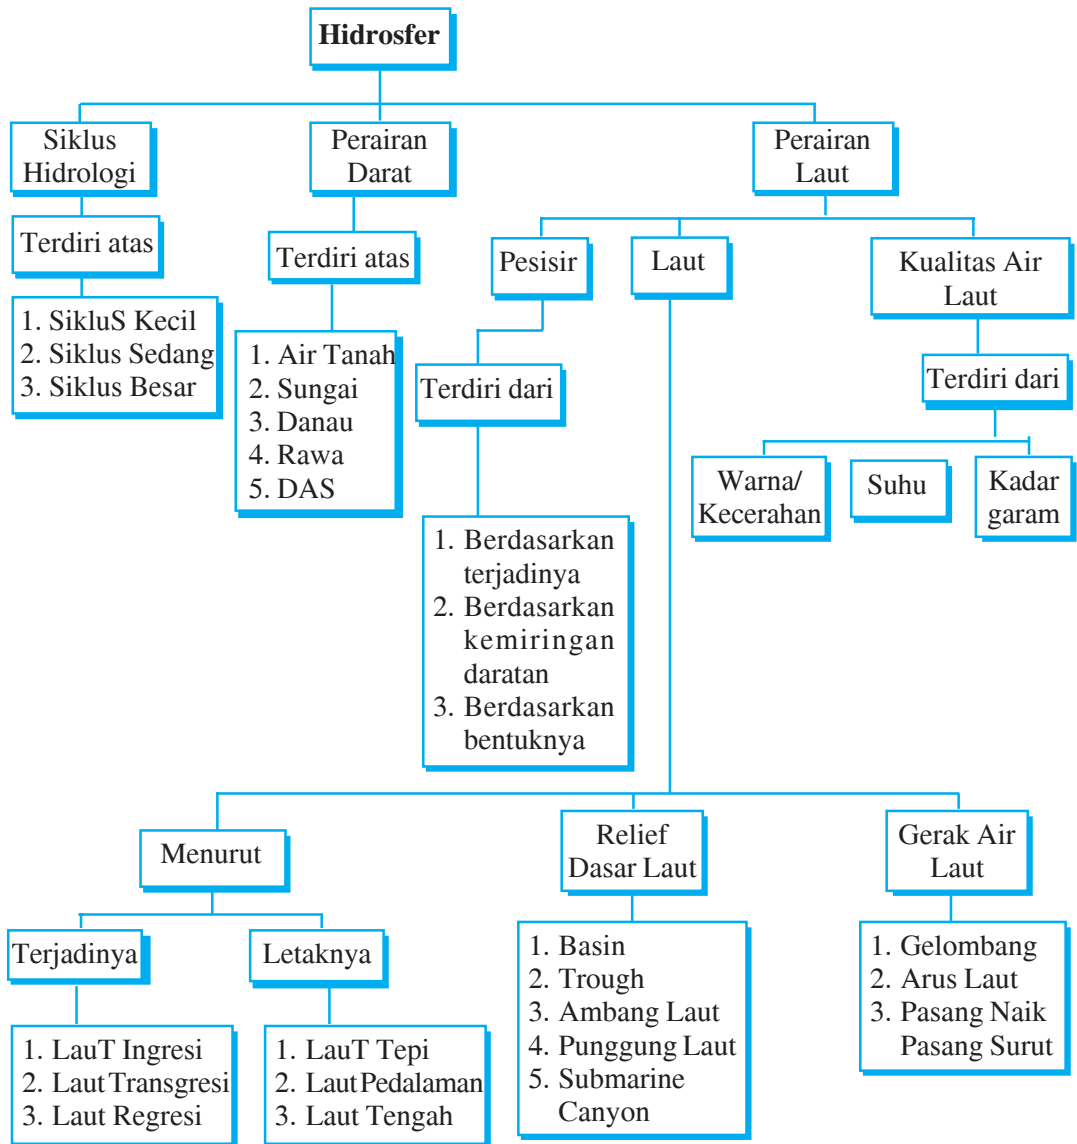 Hidrosfer
Siklus
Hidrologi
Terdiri atas
1. SikluS Kecil
2. Siklus Sedang
3. Siklus Besar
Perairan
Darat
Terdiri atas
1. Air Tanah
2. Sungai
3. Danau
4. Rawa
5. DAS
Perairan
Laut
Pesisir
Terdiri dari
1. Berdasarkan
terjadinya
2. Berdasarkan
kemiringan
daratan
3. Berdasarkan
bentuknya
Laut
Kualitas Air
Laut
Terdiri dari
Warna/
Kecerahan
Suhu
Kadar
garam
Menurut
Terjadinya
1. LauT Ingresi
2. Laut Transgresi
3. Laut Regresi
Letaknya
1. LauT Tepi
2. Laut Pedalaman
3. Laut Tengah
Relief
Dasar Laut
1. Basin
2. Trough
3. Ambang Laut
4. Punggung Laut
5. Submarine
Canyon
Gerak Air
Laut
1. Gelombang
2. Arus Laut
3. Pasang Naik
Pasang Surut